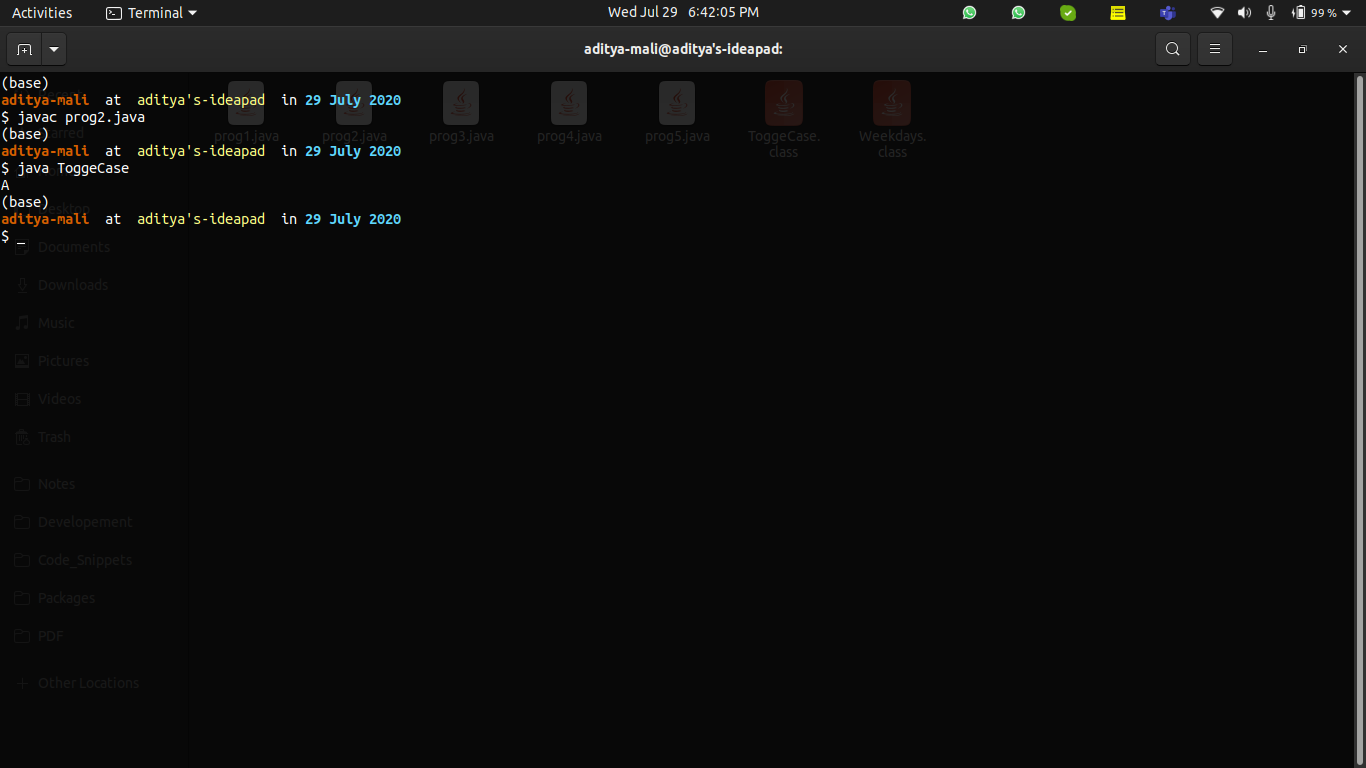 Activities Terminal Wed Jul 29 6:42:05 PM 99 %
aditya-mali@aditya's-ideapad:
(base)
aditya-mali at aditya's-ideapad in 29 July 2020
$ javac prog2.java
(base)
aditya-mali at aditya's-ideapad in 29 July 2020
$ java ToggeCase
A
(base)
aditya-mali at aditya's-ideapad in 29 July 2020
$ _
prog1.java prog2.java prog3.java prog4.java prog5.java ToggeCase. Weekdays.
class class
Documents
Downloads
Music
Pictures
Videos
Trash
Notes
Developement
Code_Snippets
Packages
PDF
Other Locations